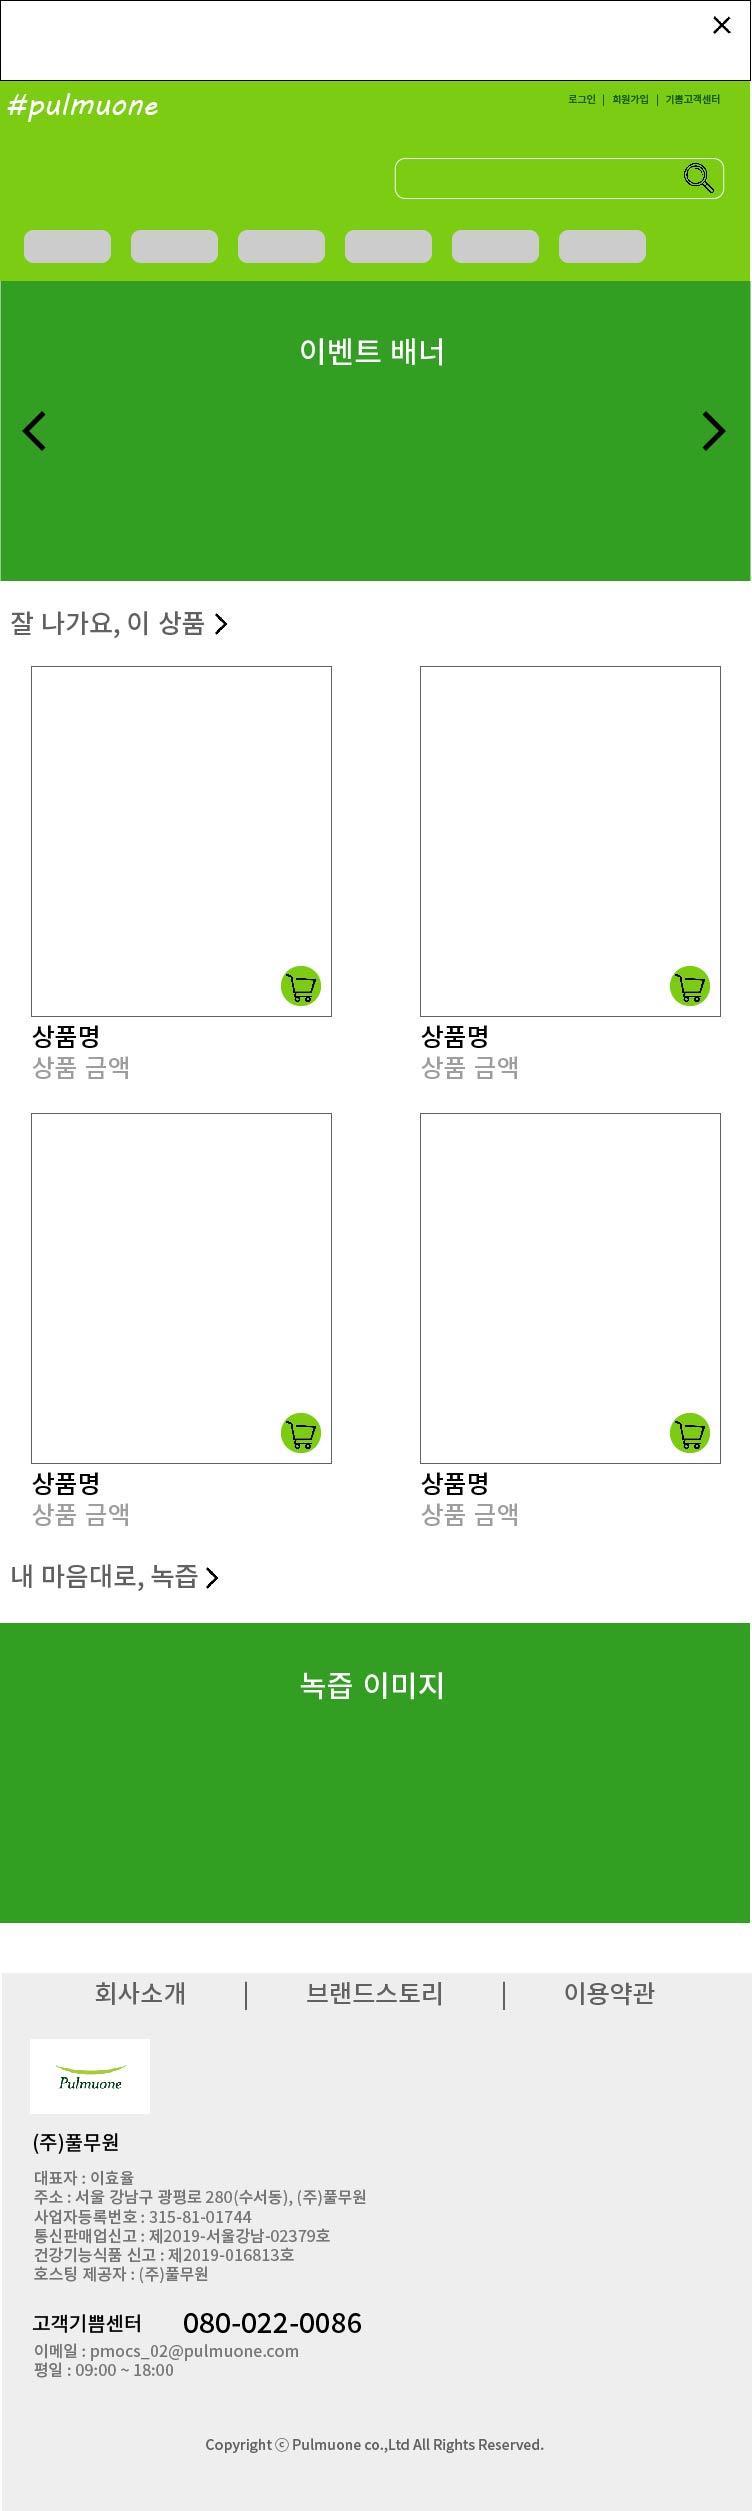 #pulmuone
로그인 | 회원가입 | 기쁨고객센터
이벤트 배너
잘 나가요, 이 상품
상품명 상품명
상품 금액 상품 금액
상품명 상품명
상품 금액 상품 금액
내 마음대로, 녹즙
녹즙 이미지
회사소개 | 브랜드스토리 | 이용약관
Pulmuone
(주)풀무원
대표자 : 이효율
주소 : 서울 강남구 광평로 280(수서동), (주)풀무원
사업자등록번호 : 315-81-01744
통신판매업신고 : 제2019-서울강남-02379호
건강기능식품 신고 : 제2019-016813호
호스팅 제공자 : (주)풀무원
고객기쁨센터 080-022-0086
이메일 : pmocs_02@pulmuone.com
평일 : 09:00 ~ 18:00
Copyright ⓒ Pulmuone co.,Ltd All Rights Reserved.